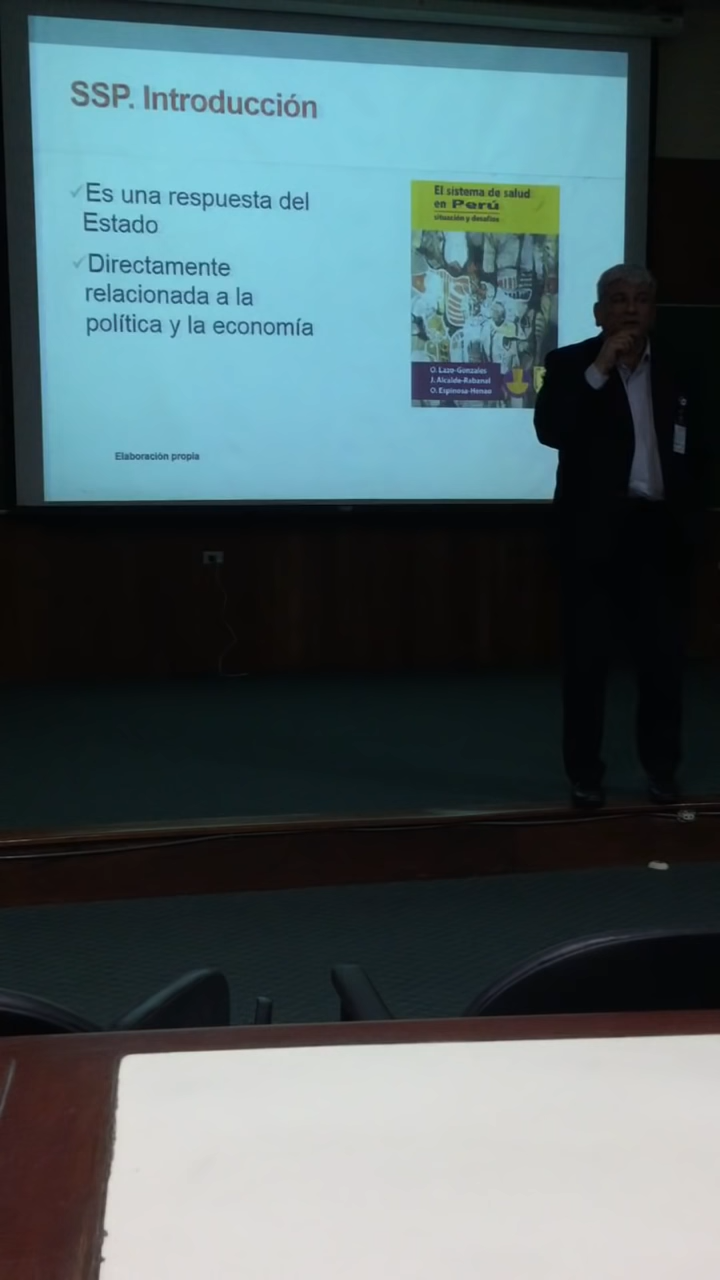 SSP. Introducción
Es una respuesta del
Estado
Directamente
relacionada a la
política y la economía
El sistema de salud
en Perú
situación y desafíos
O. Lazo-Gonzales
J. Alcalde-Rabanal
O. Espinosa-Henao
Elaboración propia